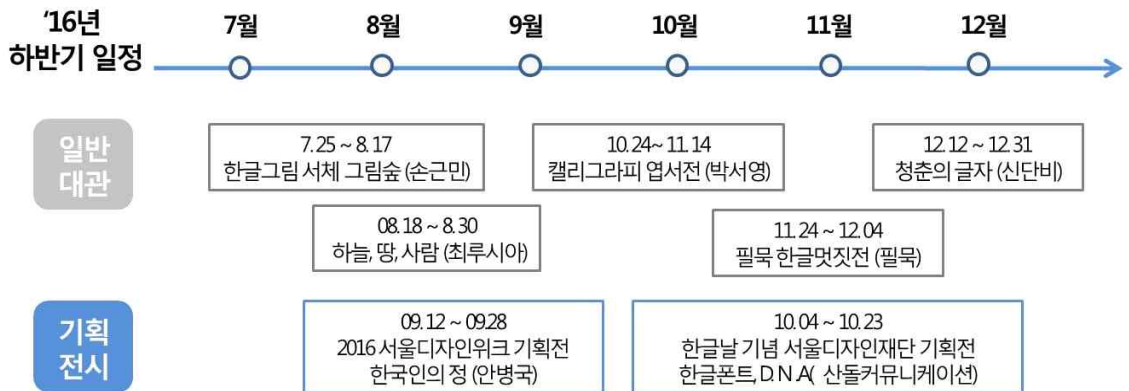 ‘16년
하반기 일정
7월
8월
9월
10월
11월
12월
일반
대관
7.25 ~ 8.17
한글그림 서체 그림숲 (손근민)
10.24~ 11.14
캘리그라피 엽서전 (박서영)
12.12 ~ 12.31
청춘의 글자 (신단비)
08.18 ~ 8.30
하늘, 땅, 사람 (최루시아)
11.24 ~ 12.04
필묵 한글멋짓전 (필묵)
기획
전시
09.12 ~ 09.28
2016 서울디자인위크 기획전
한국인의 정 (안병국)
10.04 ~ 10.23
한글날 기념 서울디자인재단 기획전
한글폰트, D.N.A( 산돌커뮤니케이션)